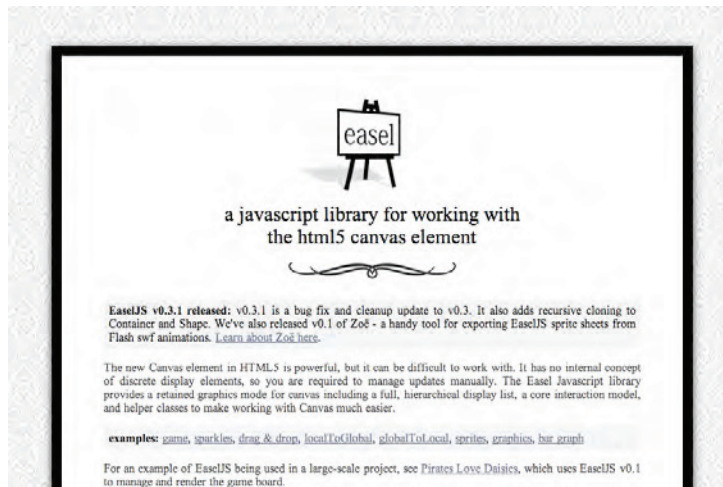 easel
a javascript library for working with
the html5 canvas element
EaselJS v0.3.1 released: v0.3.1 is a bug fix and cleanup update to v0.3. It also adds recursive cloning to
Container and Shape. We've also released v0.1 of Zoë - a handy tool for exporting EaselJS sprite sheets from
Flash swf animations. Learn about Zoë here.
The new Canvas element in HTML5 is powerful, but it can be difficult to work with. It has no internal concept
of discrete display elements, so you are required to manage updates manually. The Easel Javascript library
provides a retained graphics mode for canvas including a full, hierarchical display list, a core interaction model,
and helper classes to make working with Canvas much easier.
examples: game, sparkles, drag & drop, localToGlobal, globalToLocal, sprites, graphics, bar graph
For an example of EaselJS being used in a large-scale project, see Pirates Love Daisies, which uses EaselJS v0.1
to manage and render the game board.